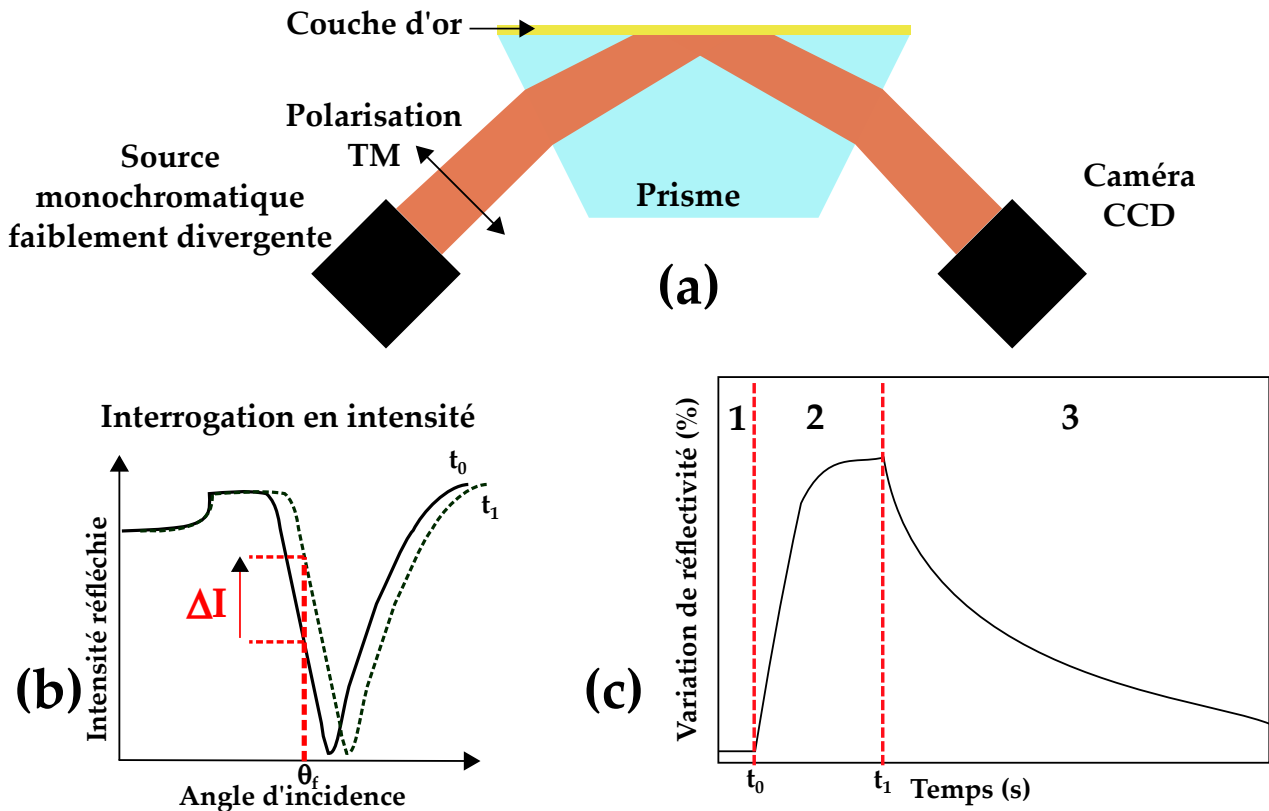 Couche d'or
Polarisation
TM
Source
monochromatique
faiblement divergente
Prisme
Caméra
CCD
(a)
Interrogation en intensité
t₀
t₁
Intensité réfléchie
ΔI
(b)
θf
Angle d'incidence
Variation de réflectivité (%)
1
2
3
(c)
t₀
t₁
Temps (s)